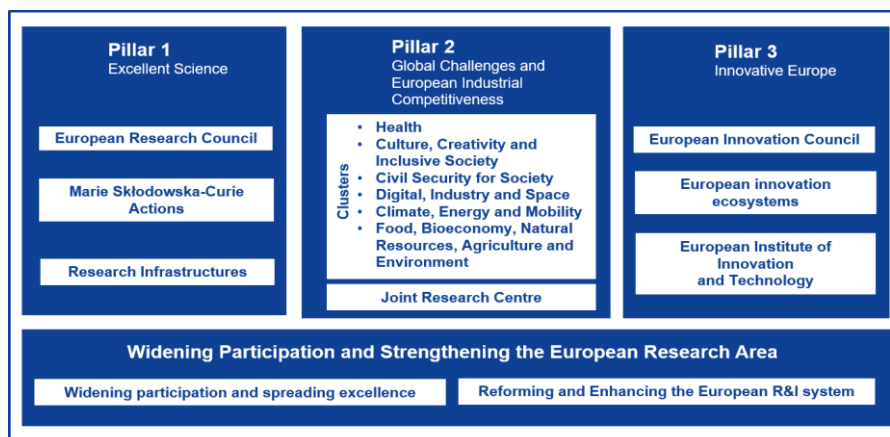 Pillar 1
Excellent Science
European Research Council
Marie Skłodowska-Curie
Actions
Research Infrastructures
Pillar 2
Global Challenges and
European Industrial
Competitiveness
Clusters
• Health
• Culture, Creativity and
Inclusive Society
• Civil Security for Society
• Digital, Industry and Space
• Climate, Energy and Mobility
• Food, Bioeconomy, Natural
Resources, Agriculture and
Environment
Joint Research Centre
Pillar 3
Innovative Europe
European Innovation Council
European innovation
ecosystems
European Institute of
Innovation
and Technology
Widening Participation and Strengthening the European Research Area
Widening participation and spreading excellence
Reforming and Enhancing the European R&I system